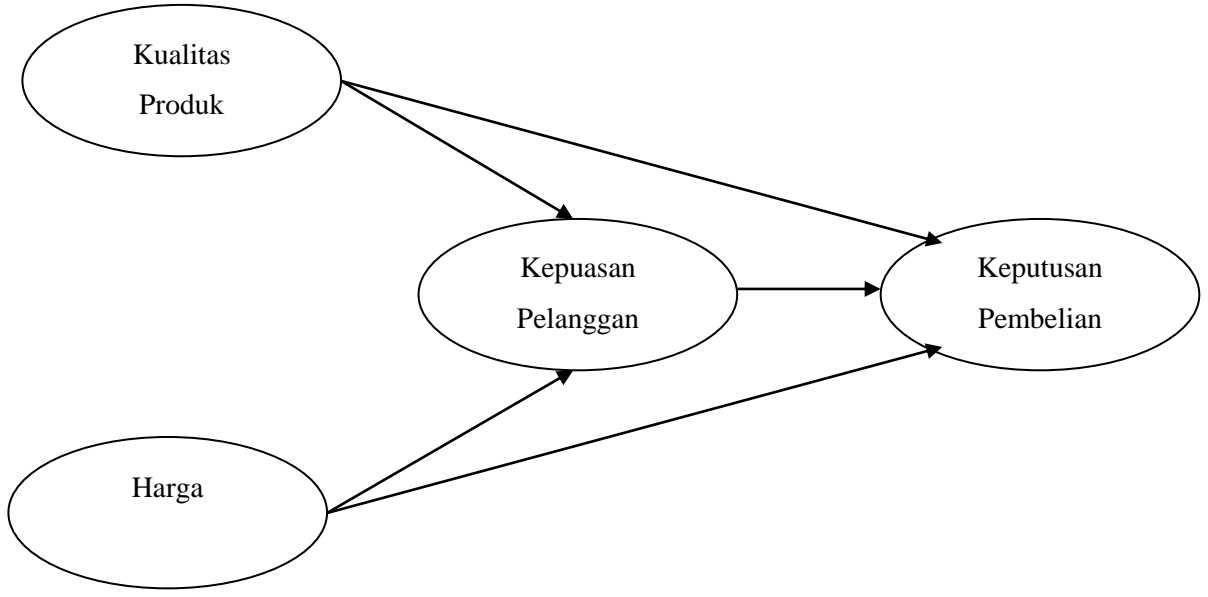 Kualitas
Produk
Kepuasan
Pelanggan
Keputusan
Pembelian
Harga